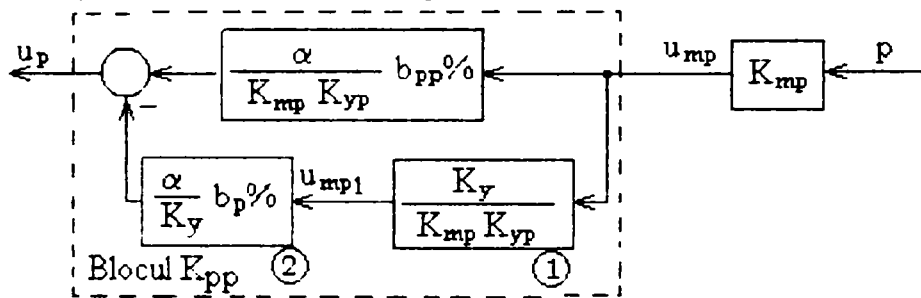 u_p
α / (K_mp K_yp) b_pp%
u_mp
K_mp
p
−
α / K_y b_p%
u_mp1
K_y / (K_mp K_yp)
Blocul K_pp
②
①